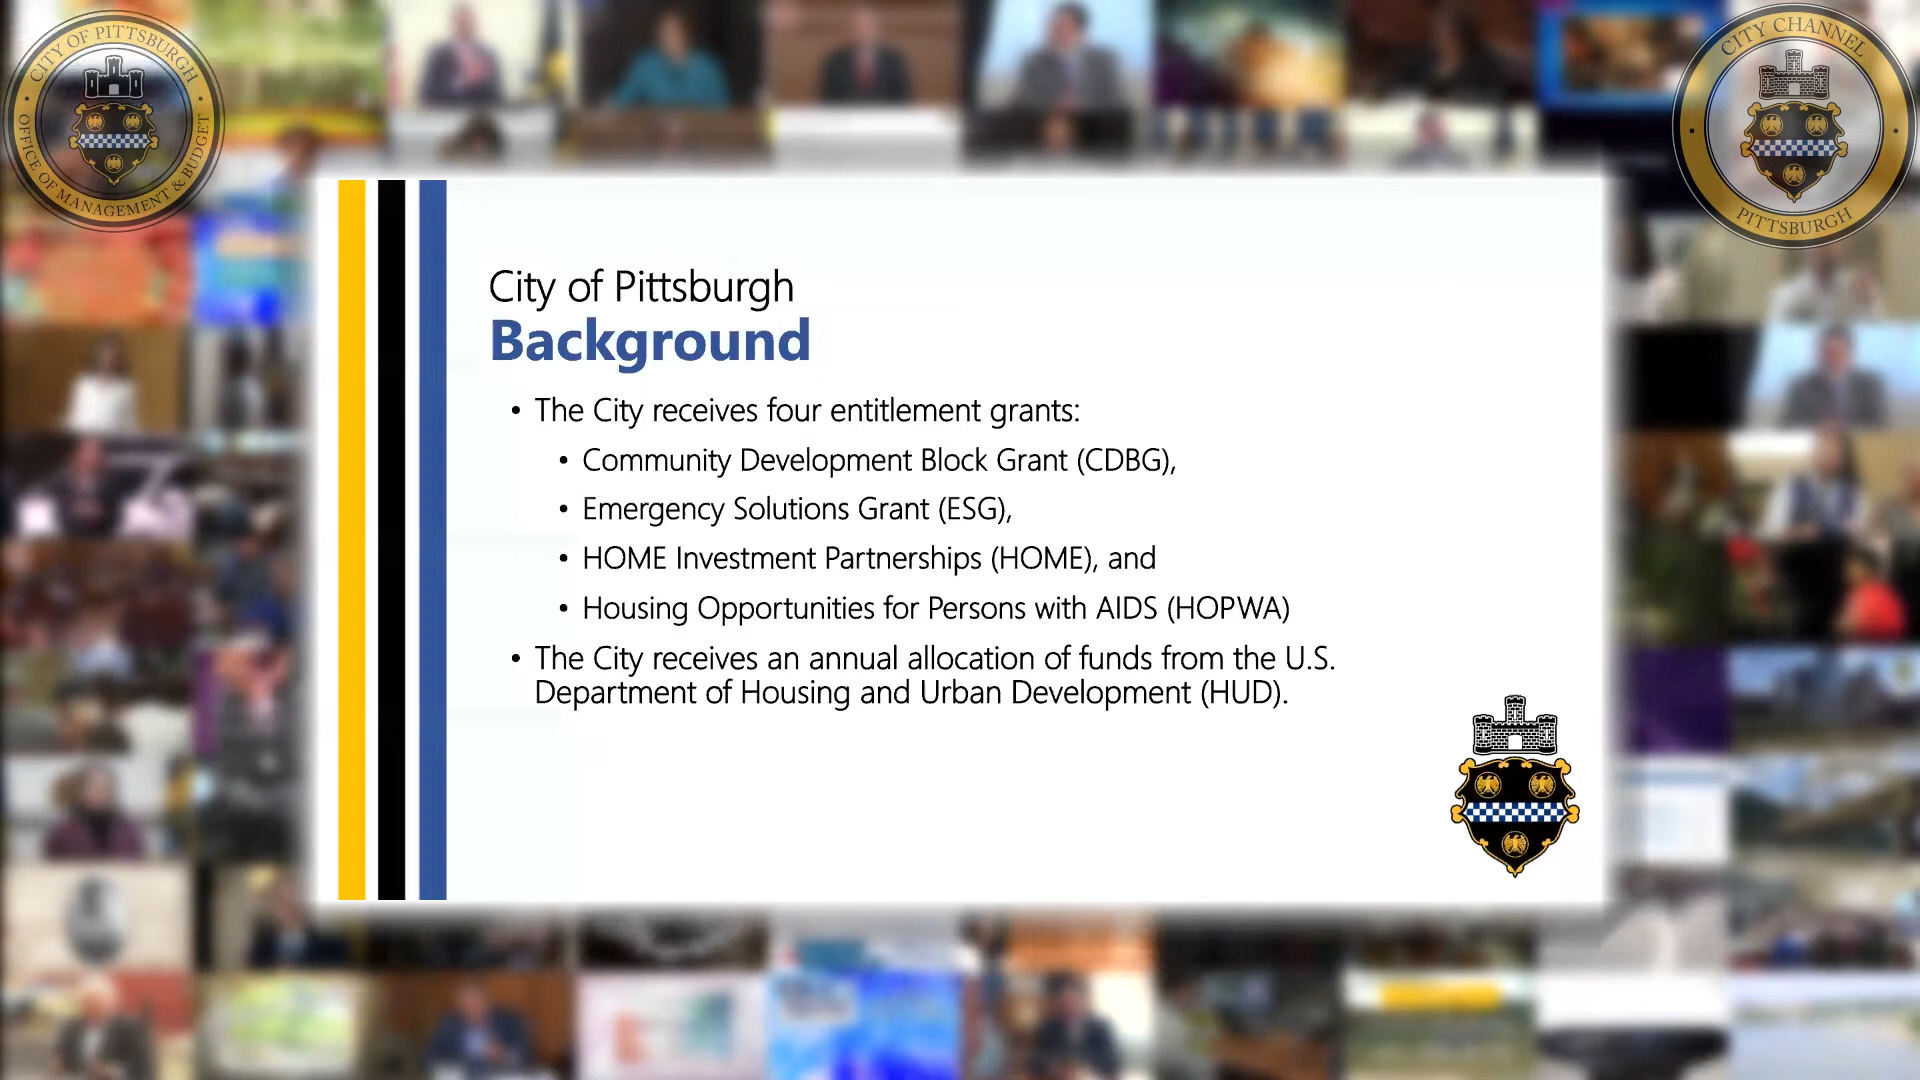 CITY OF PITTSBURGH
OFFICE OF MANAGEMENT & BUDGET
CITY CHANNEL
PITTSBURGH
City of Pittsburgh
Background
• The City receives four entitlement grants:
• Community Development Block Grant (CDBG),
• Emergency Solutions Grant (ESG),
• HOME Investment Partnerships (HOME), and
• Housing Opportunities for Persons with AIDS (HOPWA)
• The City receives an annual allocation of funds from the U.S.
Department of Housing and Urban Development (HUD).